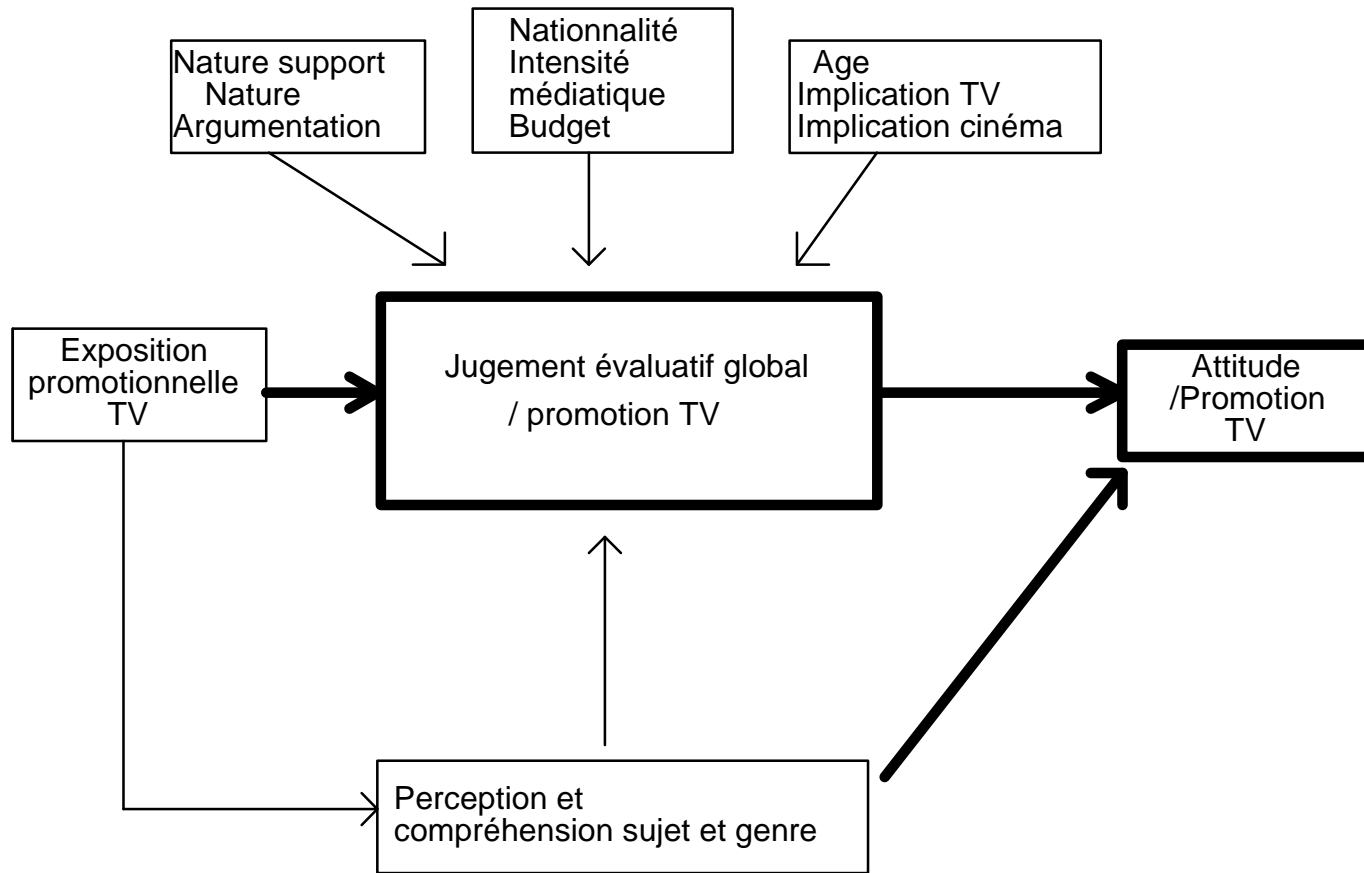 Nature support
Nature
Argumentation
Nationnalité
Intensité
médiatique
Budget
Age
Implication TV
Implication cinéma
Exposition
promotionnelle
TV
Jugement évaluatif global
/ promotion TV
Attitude
/Promotion
TV
Perception et
compréhension sujet et genre